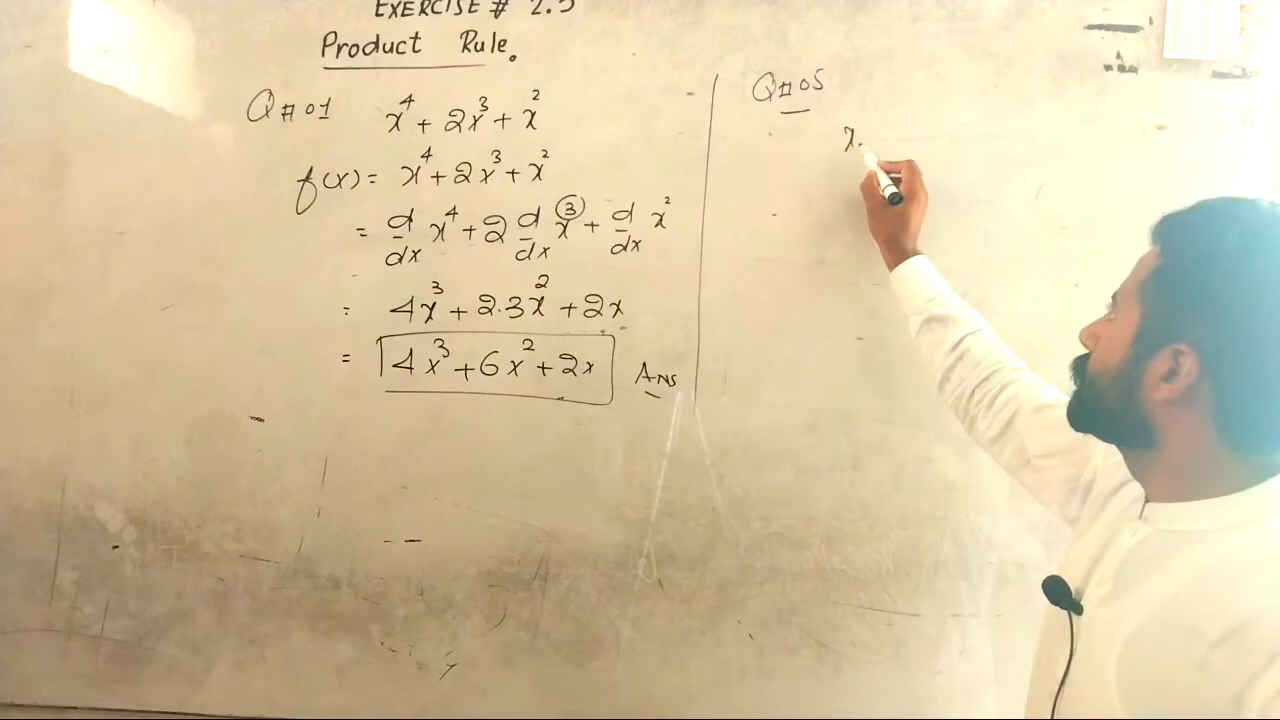 EXERCISE # 2.3
Product Rule.
Q#01 x⁴ + 2x³ + x²
f(x) = x⁴ + 2x³ + x²
= d/dx x⁴ + 2 d/dx x³ + d/dx x²
= 4x³ + 2.3x² + 2x
= 4x³ + 6x² + 2x Ans
Q#05
x